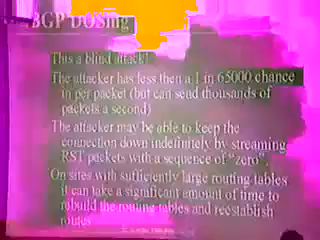 BGP DOSing
This a blind attack!
The attacker has less then a 1 in 65000 chance
in per packet (but can send thousands of
packets a second)
The attacker may be able to keep the
connection down indefinitely by streaming
RST packets with a sequence of "zero".
On sites with sufficiently large routing tables
it can take a significant amount of time to
rebuild the routing tables and reestablish
routes